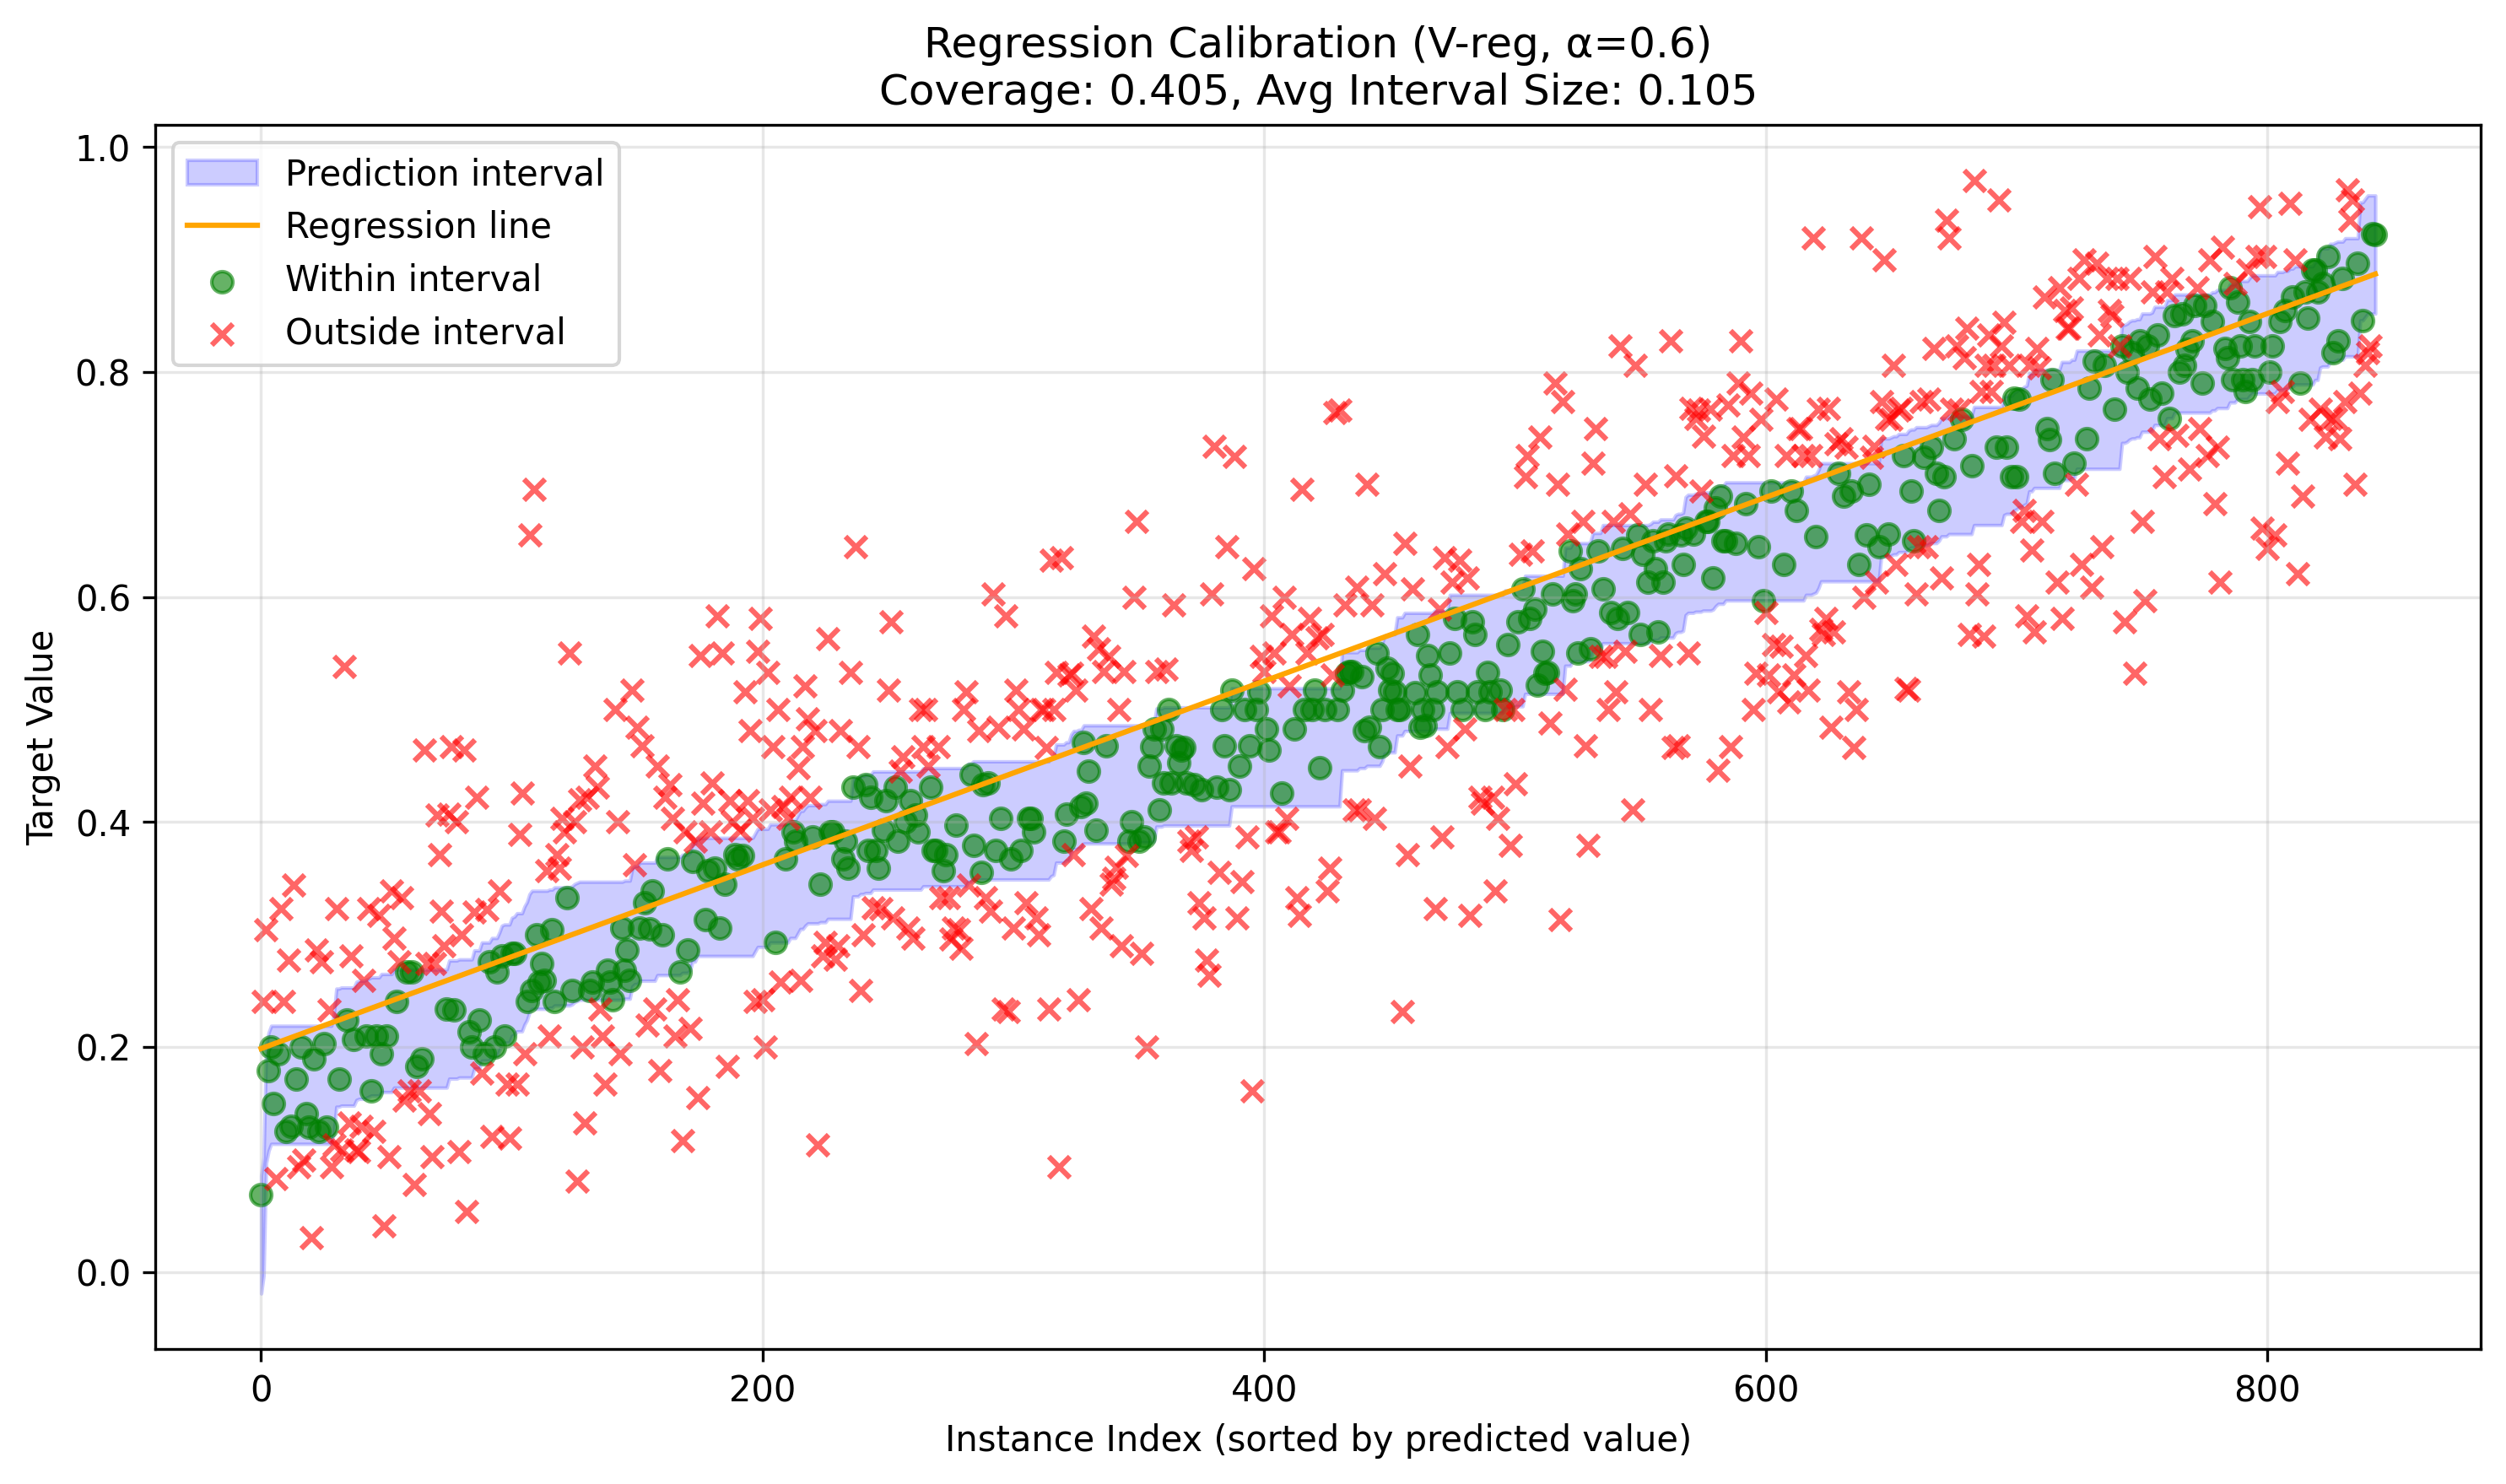 Regression Calibration (V-reg, α=0.6)
Coverage: 0.405, Avg Interval Size: 0.105
Prediction interval
Regression line
Within interval
Outside interval
1.0
0.8
0.6
0.4
0.2
0.0
Target Value
0 200 400 600 800
Instance Index (sorted by predicted value)